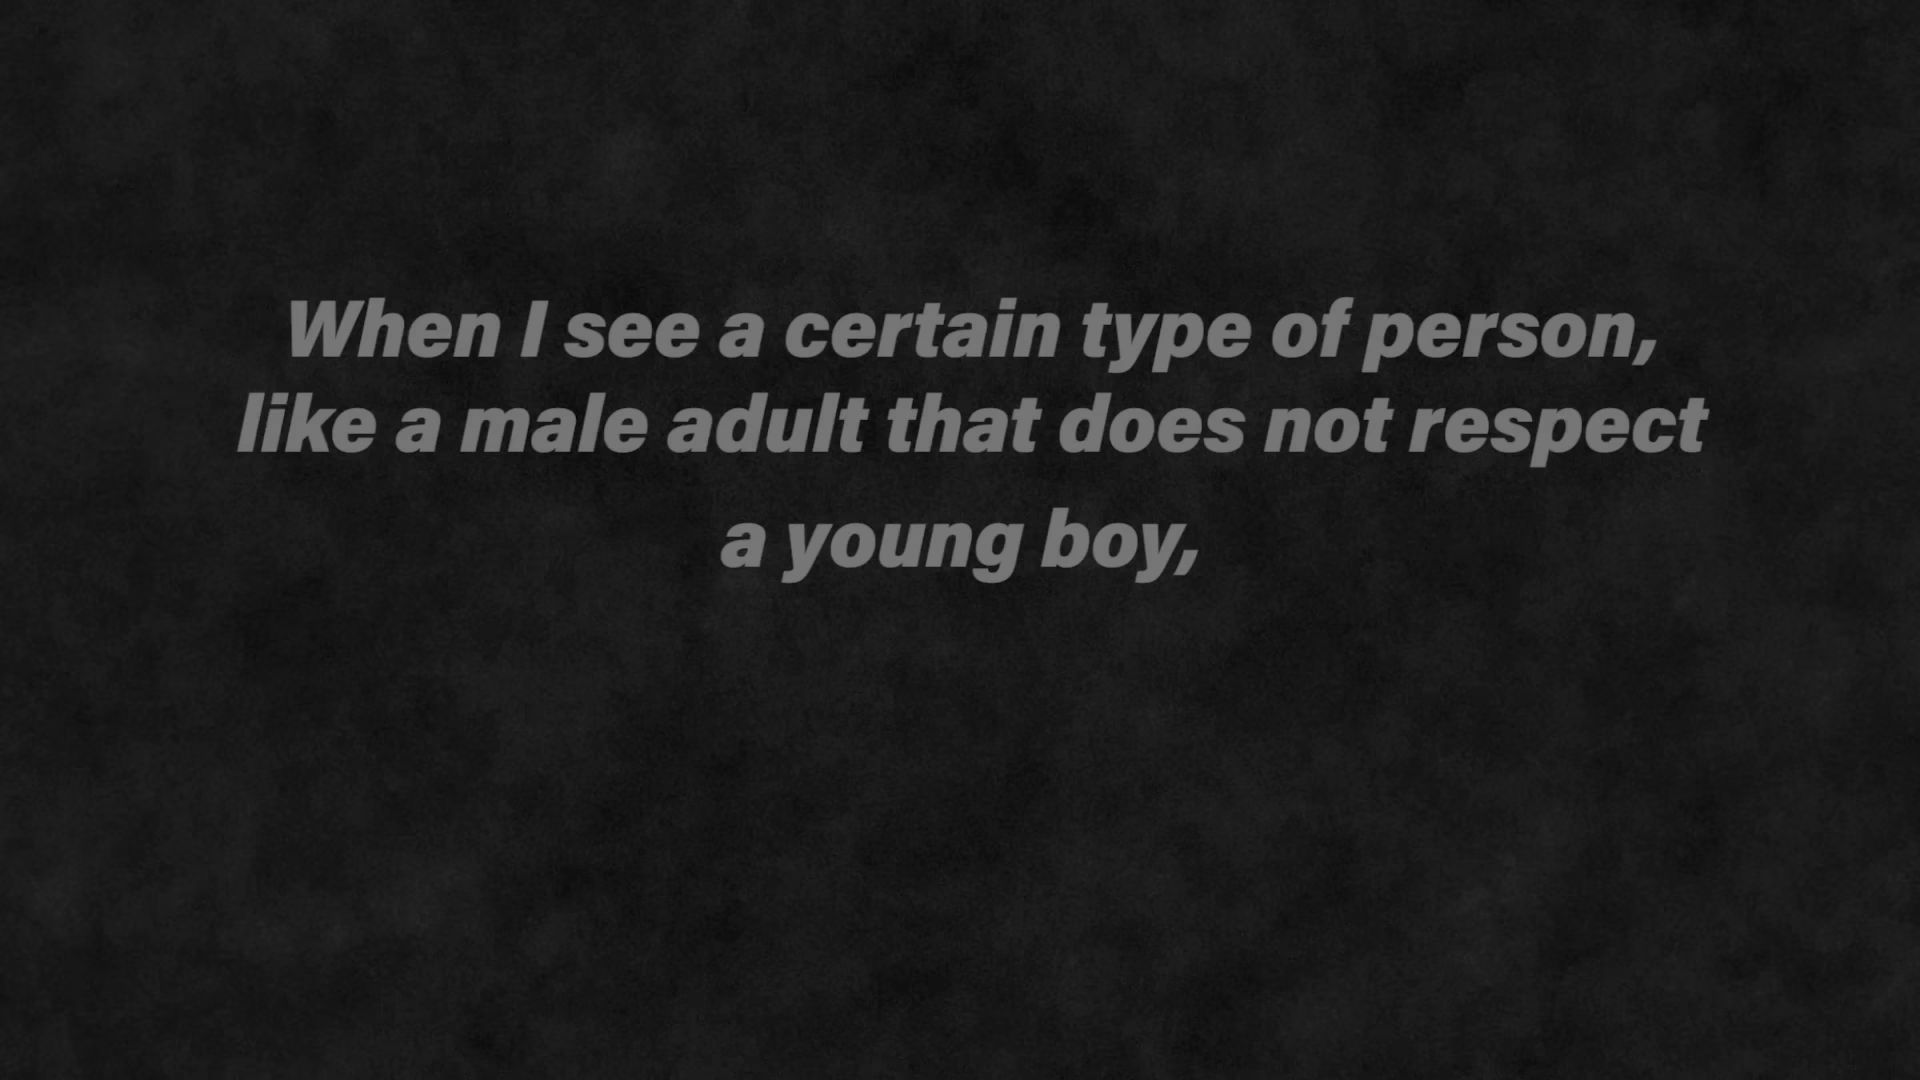 When I see a certain type of person,
like a male adult that does not respect
a young boy,